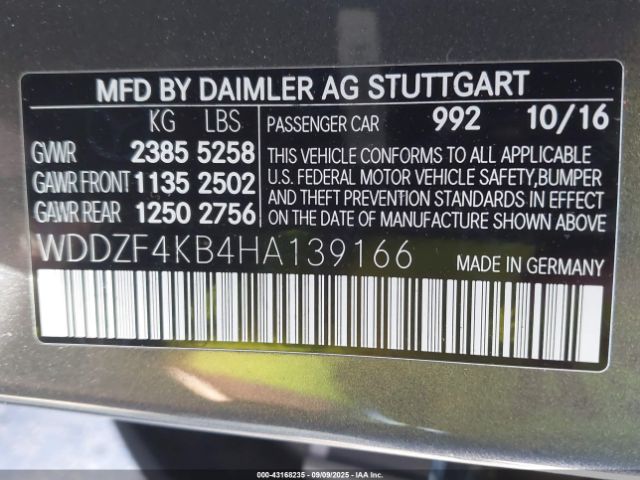 MFD BY DAIMLER AG STUTTGART
KG LBS PASSENGER CAR 992 10/16
GVWR 2385 5258
GAWR FRONT 1135 2502
GAWR REAR 1250 2756
THIS VEHICLE CONFORMS TO ALL APPLICABLE
U.S. FEDERAL MOTOR VEHICLE SAFETY,BUMPER
AND THEFT PREVENTION STANDARDS IN EFFECT
ON THE DATE OF MANUFACTURE SHOWN ABOVE
WDDZF4KB4HA139166 MADE IN GERMANY
© 000-43168235 - 09/09/2025 - IAAI.COM